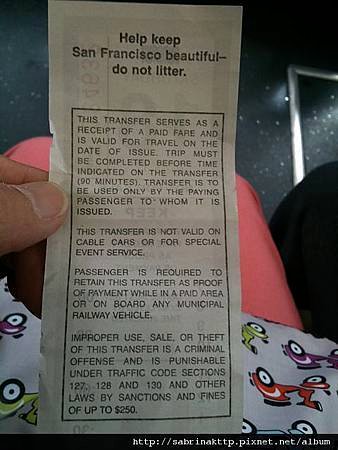 Help keep
San Francisco beautiful–
do not litter.
THIS TRANSFER SERVES AS A
RECEIPT OF A PAID FARE AND
IS VALID FOR TRAVEL ON THE
DATE OF ISSUE. TRIP MUST
BE COMPLETED BEFORE TIME
INDICATED ON THE TRANSFER
(90 MINUTES). TRANSFER IS TO
BE USED ONLY BY THE PAYING
PASSENGER TO WHOM IT IS
ISSUED.
THIS TRANSFER IS NOT VALID ON
CABLE CARS OR FOR SPECIAL
EVENT SERVICE.
PASSENGER IS REQUIRED TO
RETAIN THIS TRANSFER AS PROOF
OF PAYMENT WHILE IN A PAID AREA
OR ON BOARD ANY MUNICIPAL
RAILWAY VEHICLE.
IMPROPER USE, SALE, OR THEFT
OF THIS TRANSFER IS A CRIMINAL
OFFENSE AND IS PUNISHABLE
UNDER TRAFFIC CODE SECTIONS
127, 128 AND 130 AND OTHER
LAWS BY SANCTIONS AND FINES
OF UP TO $250.
http://sabrinakttp.pixnet.net/album